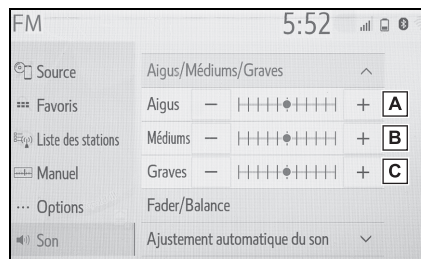 FM 5:52
Source
Favoris
Liste des stations
Manuel
Options
Son
Aigus/Médiums/Graves
Aigus − + A
Médiums − + B
Graves − + C
Fader/Balance
Ajustement automatique du son